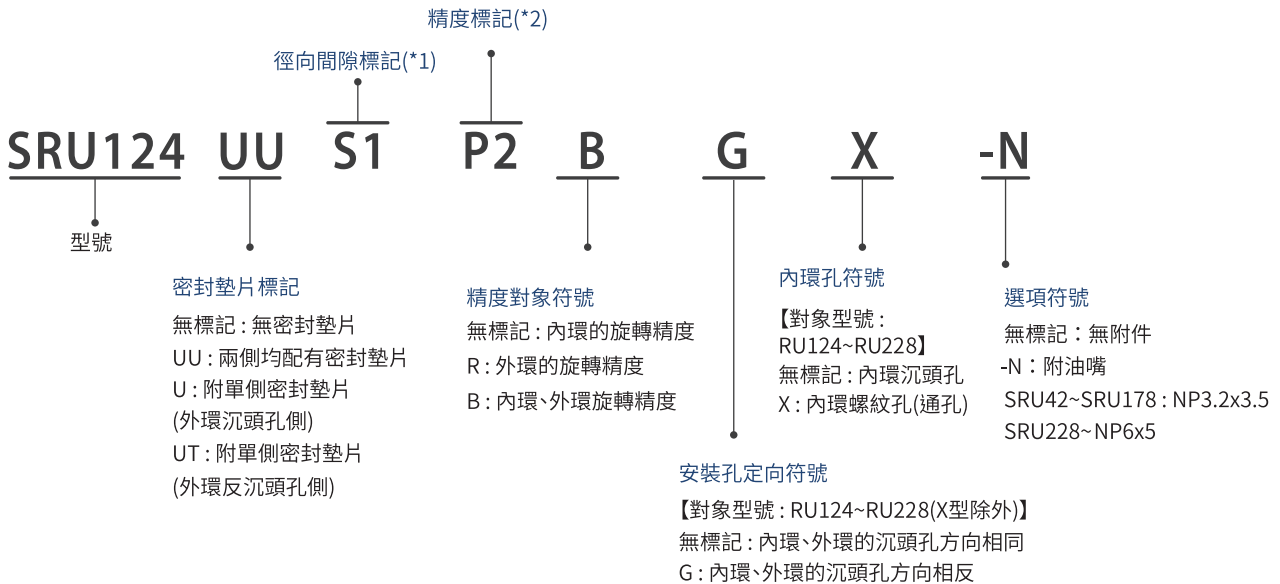 精度標記(*2)
徑向間隙標記(*1)
SRU124 UU S1 P2 B G X -N
型號
密封墊片標記
無標記 : 無密封墊片
UU : 兩側均配有密封墊片
U : 附單側密封墊片
(外環沉頭孔側)
UT : 附單側密封墊片
(外環反沉頭孔側)
精度對象符號
無標記 : 內環的旋轉精度
R : 外環的旋轉精度
B : 內環、外環旋轉精度
內環孔符號
【對象型號 :
RU124~RU228】
無標記 : 內環沉頭孔
X : 內環螺紋孔(通孔)
選項符號
無標記：無附件
-N：附油嘴
SRU42~SRU178 : NP3.2x3.5
SRU228~NP6x5
安裝孔定向符號
【對象型號 : RU124~RU228(X型除外)】
無標記 : 內環、外環的沉頭孔方向相同
G : 內環、外環的沉頭孔方向相反